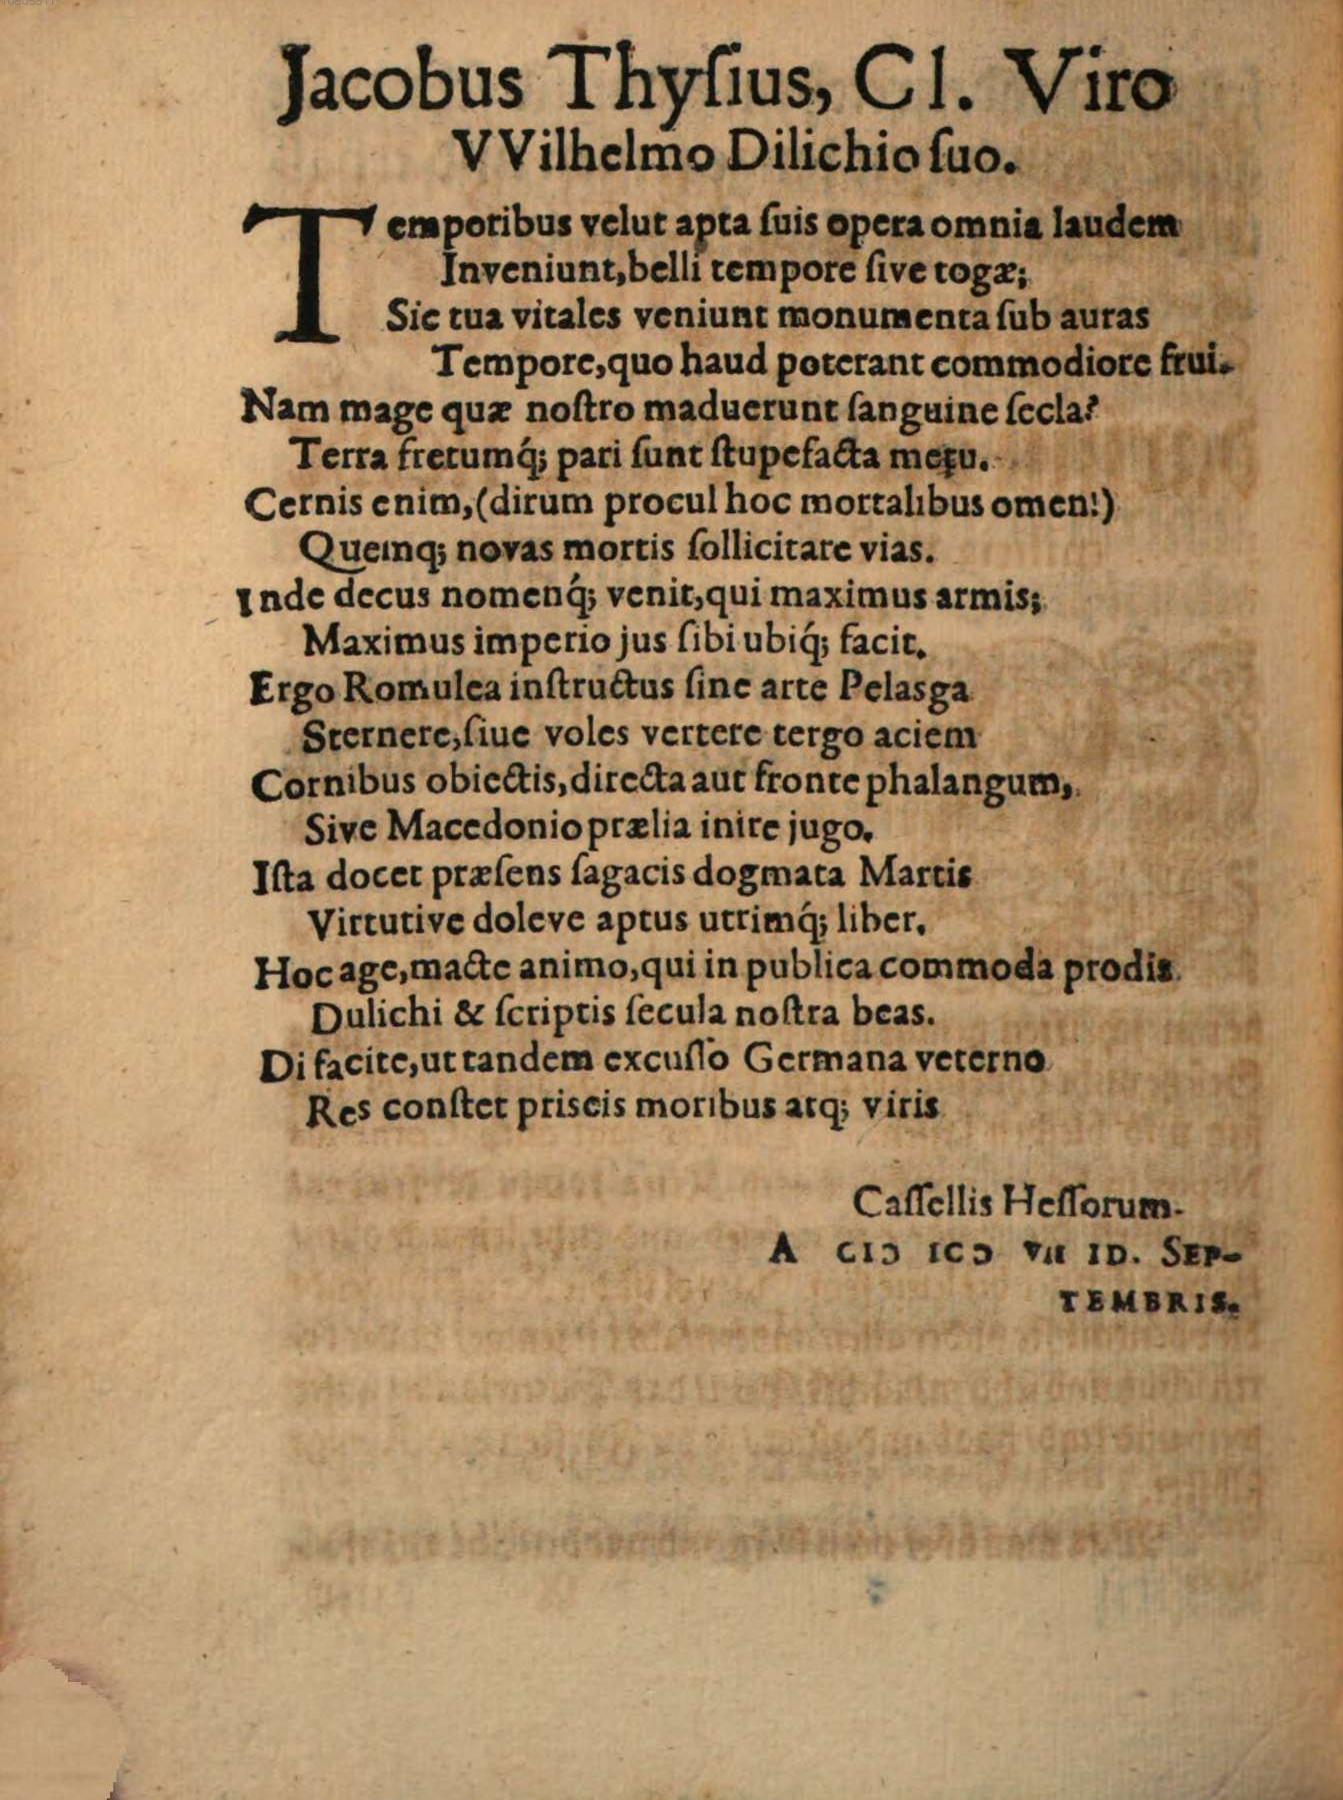 Jacobus Thyſius, Cl. Viro
VVilhelmo Dilichio ſuo.
Temporibus velut apta ſuis opera omnia laudem
Inveniunt, belli tempore ſive togæ;
Sic tua vitales veniunt monumenta ſub auras
Tempore, quo haud poterant commodiore frui.
Nam mage quæ noſtro maduerunt ſanguine ſecla?
Terra fretumq́; pari ſunt ſtupefacta metu.
Cernis enim, (dirum procul hoc mortalibus omen!)
Quemq; novas mortis ſollicitare vias.
Inde decus nomenq́; venit, qui maximus armis;
Maximus imperio jus ſibi ubiq́; facit.
Ergo Romulea inſtructus ſine arte Pelasga
Sternere, ſiue voles vertere tergo aciem
Cornibus obiectis, directa aut fronte phalangum,
Sive Macedonio prælia inire jugo.
Iſta docet præſens ſagacis dogmata Martis
Virtutive doleve aptus utrimq́; liber.
Hoc age, macte animo, qui in publica commoda prodis
Dulichi & ſcriptis ſecula noſtra beas.
Di facite, ut tandem excuſſo Germana veterno
Res conſtet priscis moribus atq; viris
Caſſellis Heſſorum.
A CIↃ ICↃ VII ID. SEP-
TEMBRIS.